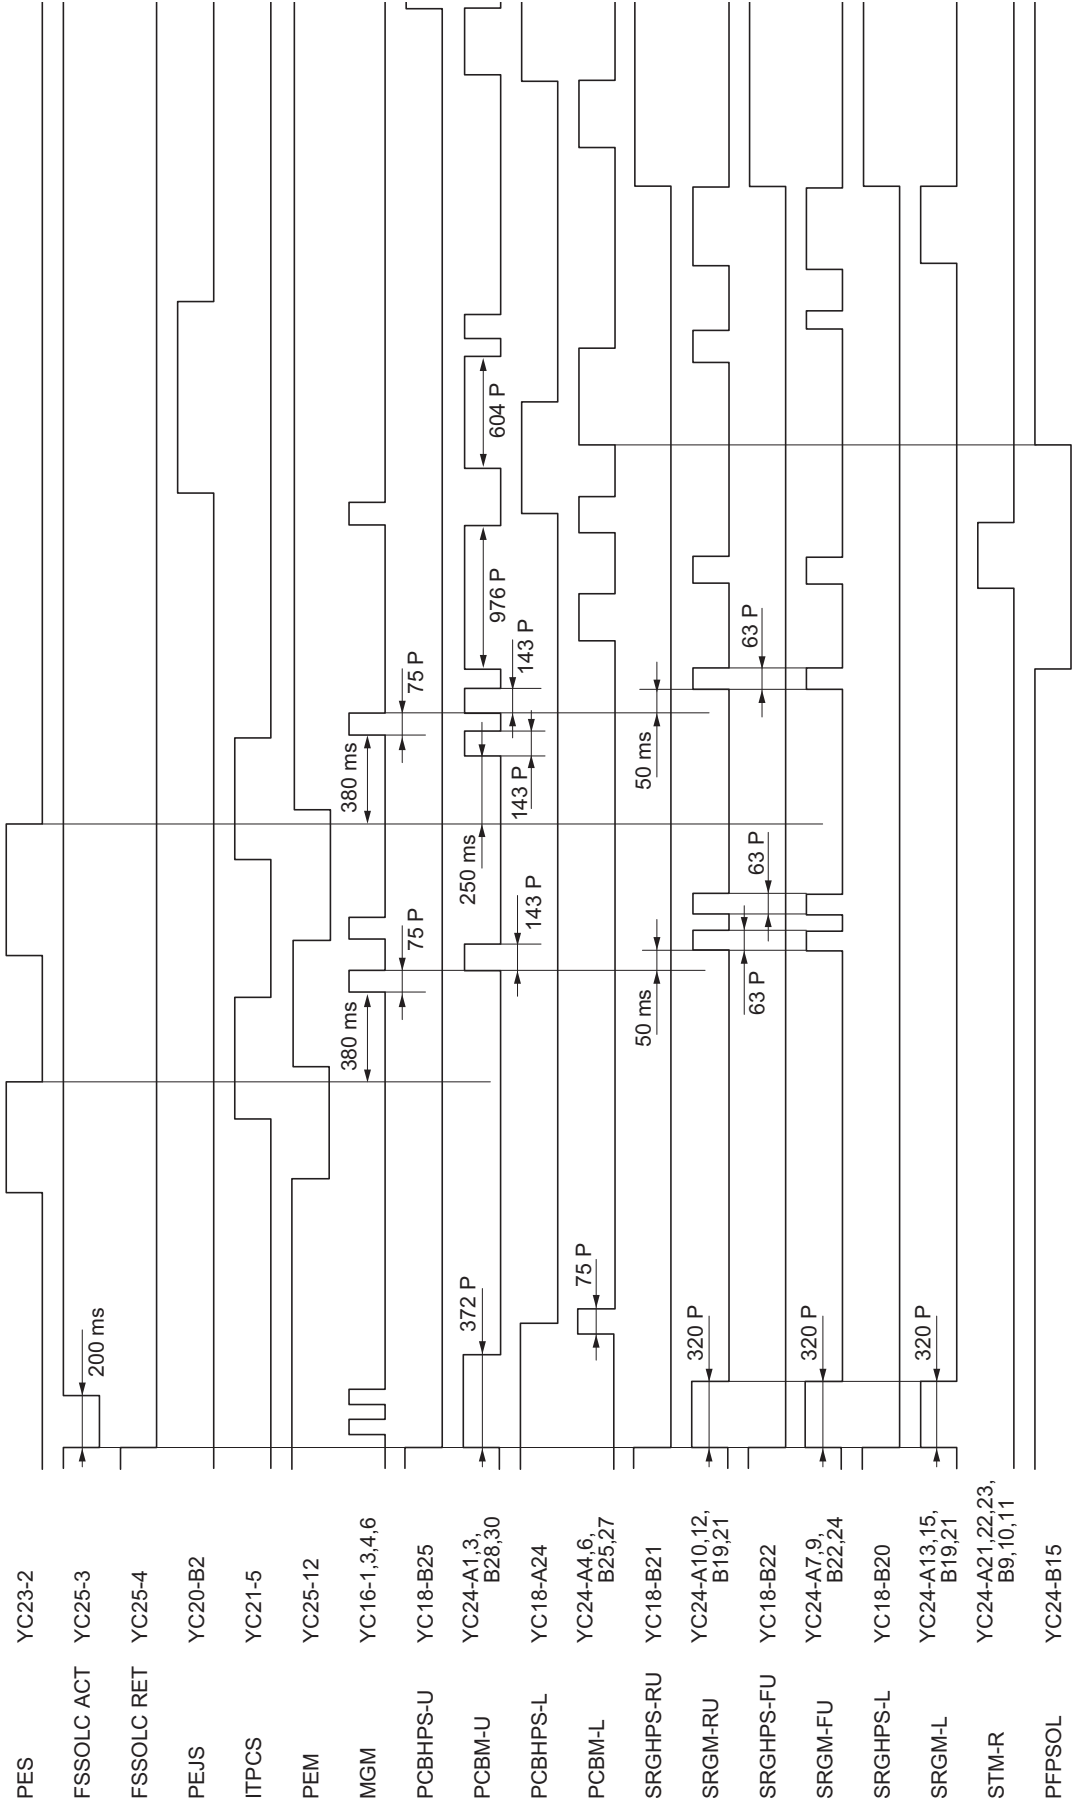 PES YC23-2
FSSOLC ACT YC25-3
200 ms
FSSOLC RET YC25-4
PEJS YC20-B2
ITPCS YC21-5
PEM YC25-12
MGM YC16-1,3,4,6
380 ms
75 P
380 ms
75 P
PCBHPS-U YC18-B25
PCBM-U YC24-A1,3,
B28,30
372 P
143 P
250 ms
143 P
143 P
976 P
604 P
PCBHPS-L YC18-A24
PCBM-L YC24-A4,6,
B25,27
75 P
SRGHPS-RU YC18-B21
50 ms
50 ms
SRGM-RU YC24-A10,12,
B19,21
320 P
63 P
63 P
63 P
SRGHPS-FU YC18-B22
SRGM-FU YC24-A7,9,
B22,24
320 P
SRGHPS-L YC18-B20
SRGM-L YC24-A13,15,
B19,21
320 P
STM-R YC24-A21,22,23,
B9,10,11
PFPSOL YC24-B15